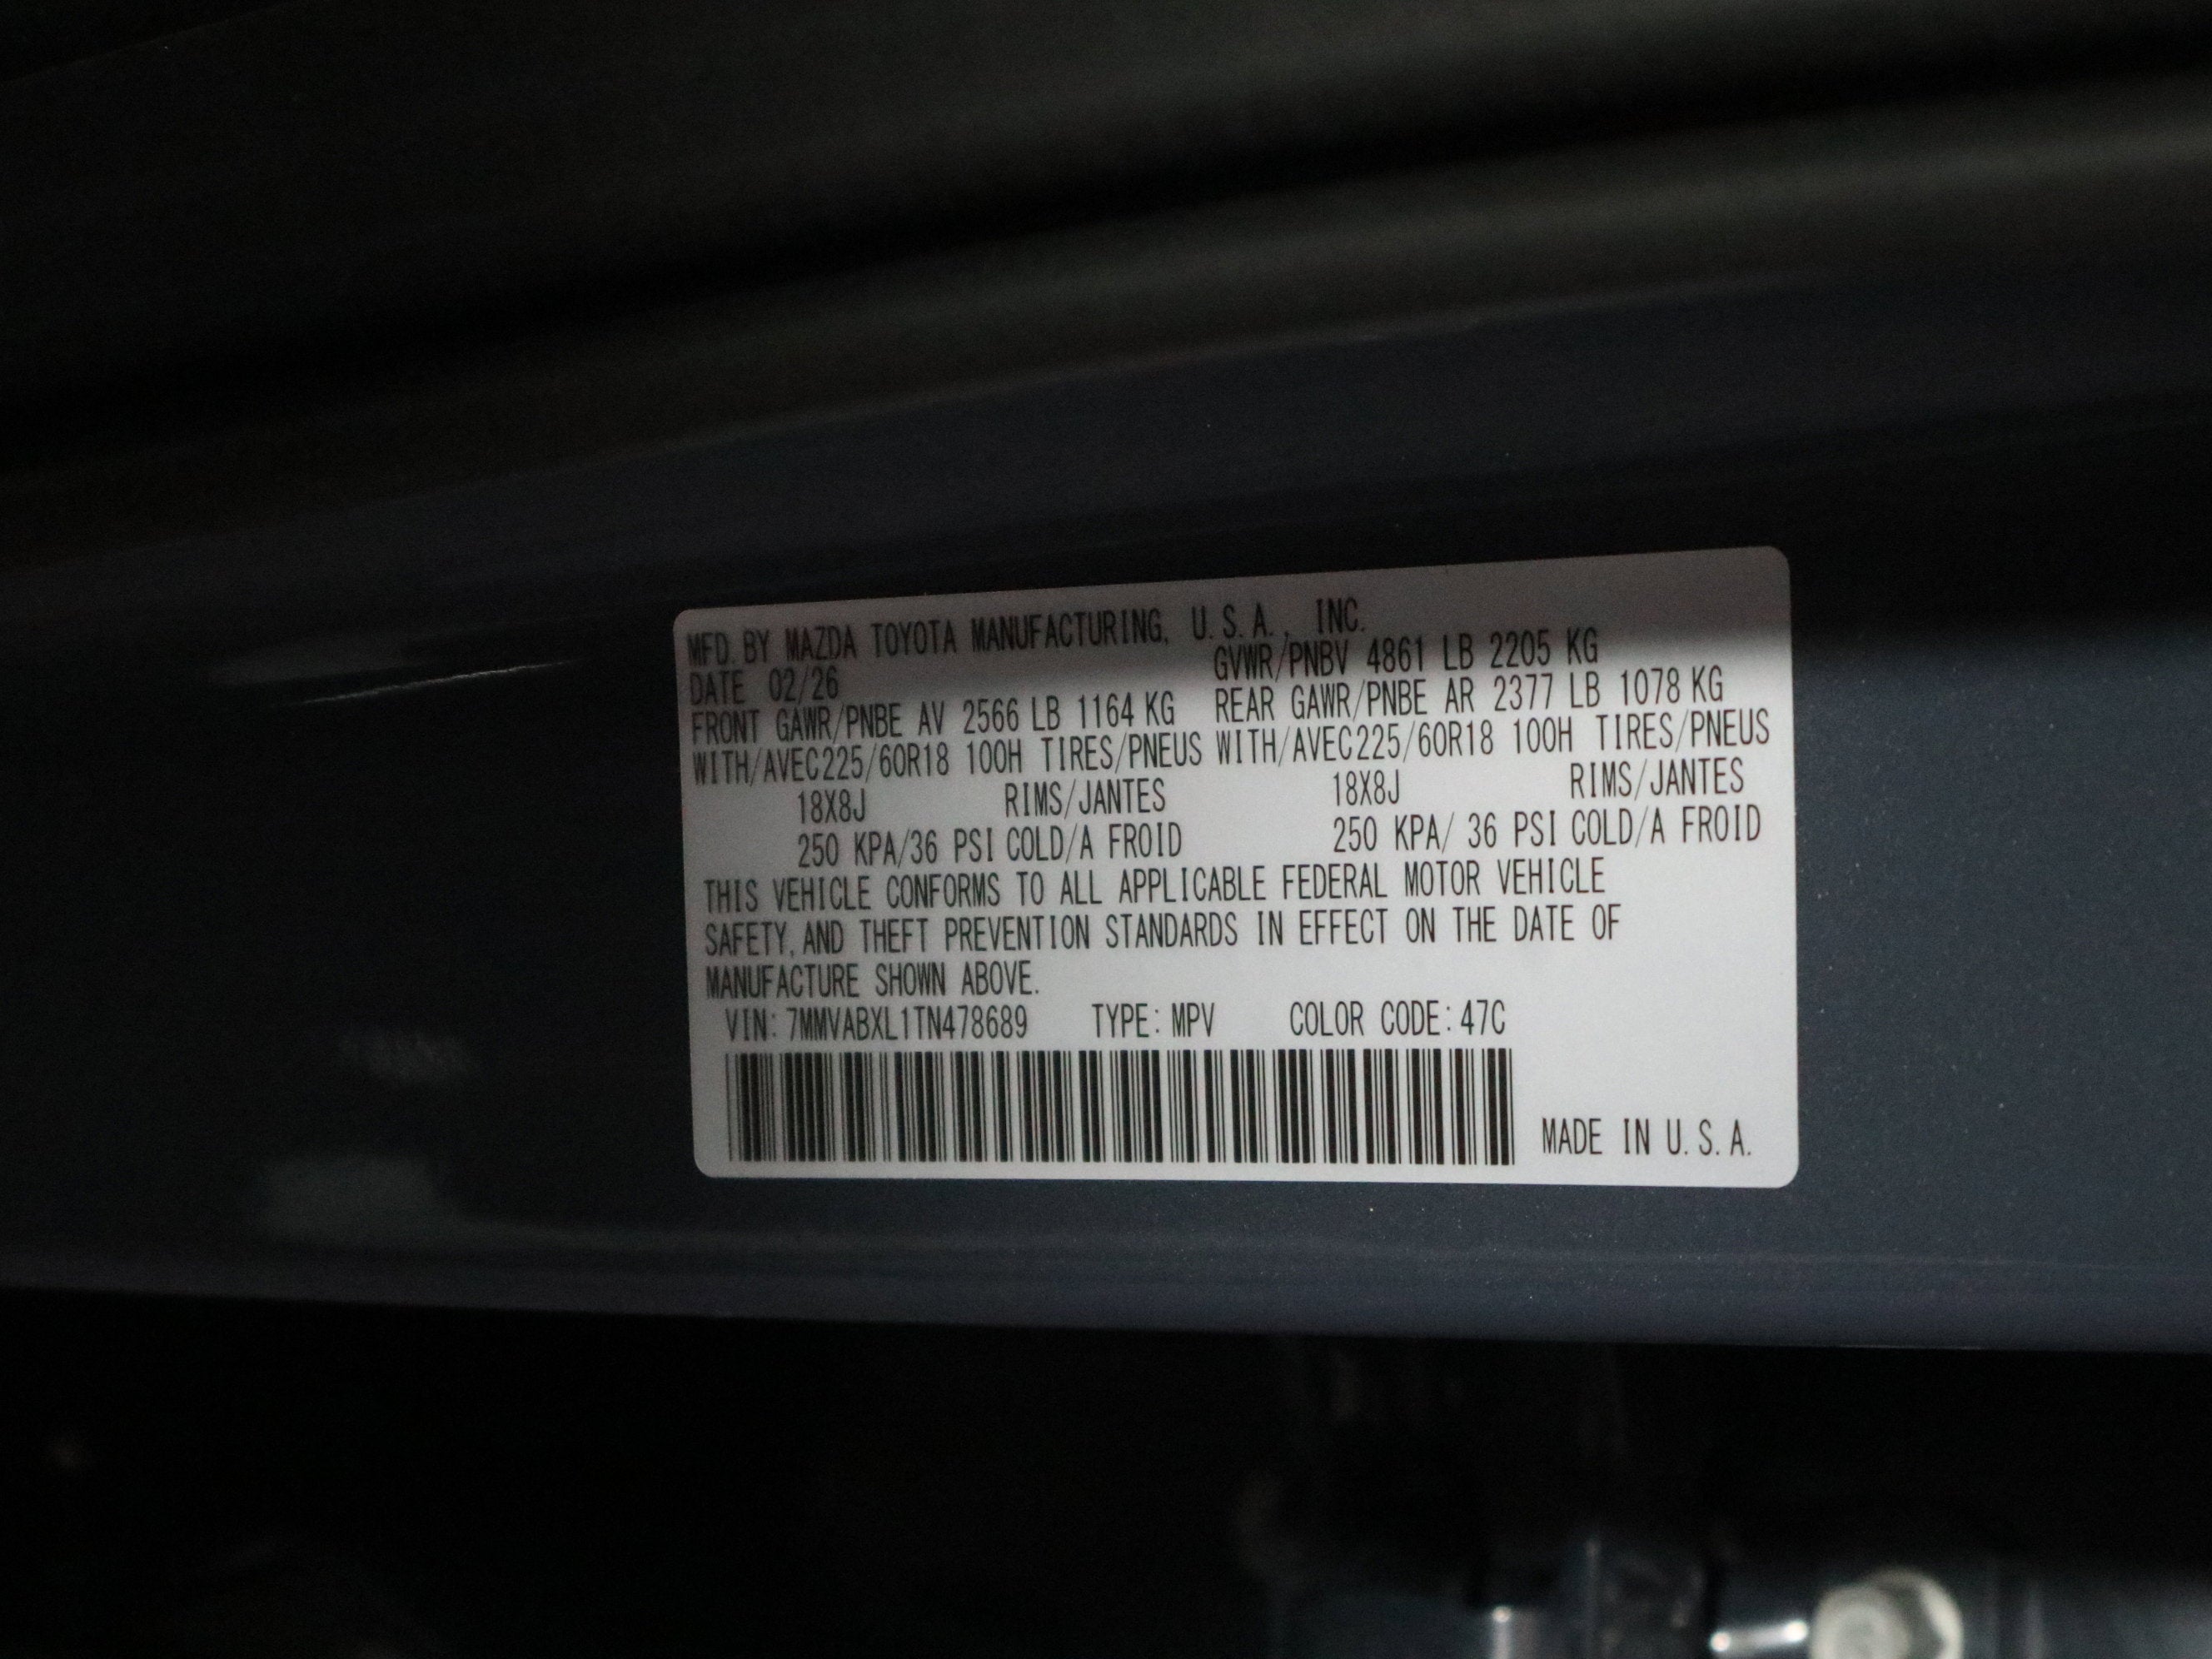 MFD. BY MAZDA TOYOTA MANUFACTURING, U.S.A., INC.
DATE 02/26 GVWR/PNBV 4861 LB 2205 KG
FRONT GAWR/PNBE AV 2566 LB 1164 KG REAR GAWR/PNBE AR 2377 LB 1078 KG
WITH/AVEC225/60R18 100H TIRES/PNEUS WITH/AVEC225/60R18 100H TIRES/PNEUS
18X8J RIMS/JANTES 18X8J RIMS/JANTES
250 KPA/36 PSI COLD/A FROID 250 KPA/ 36 PSI COLD/A FROID
THIS VEHICLE CONFORMS TO ALL APPLICABLE FEDERAL MOTOR VEHICLE
SAFETY, AND THEFT PREVENTION STANDARDS IN EFFECT ON THE DATE OF
MANUFACTURE SHOWN ABOVE.
VIN: 7MMVABXL1TN478689 TYPE: MPV COLOR CODE: 47C
MADE IN U.S.A.